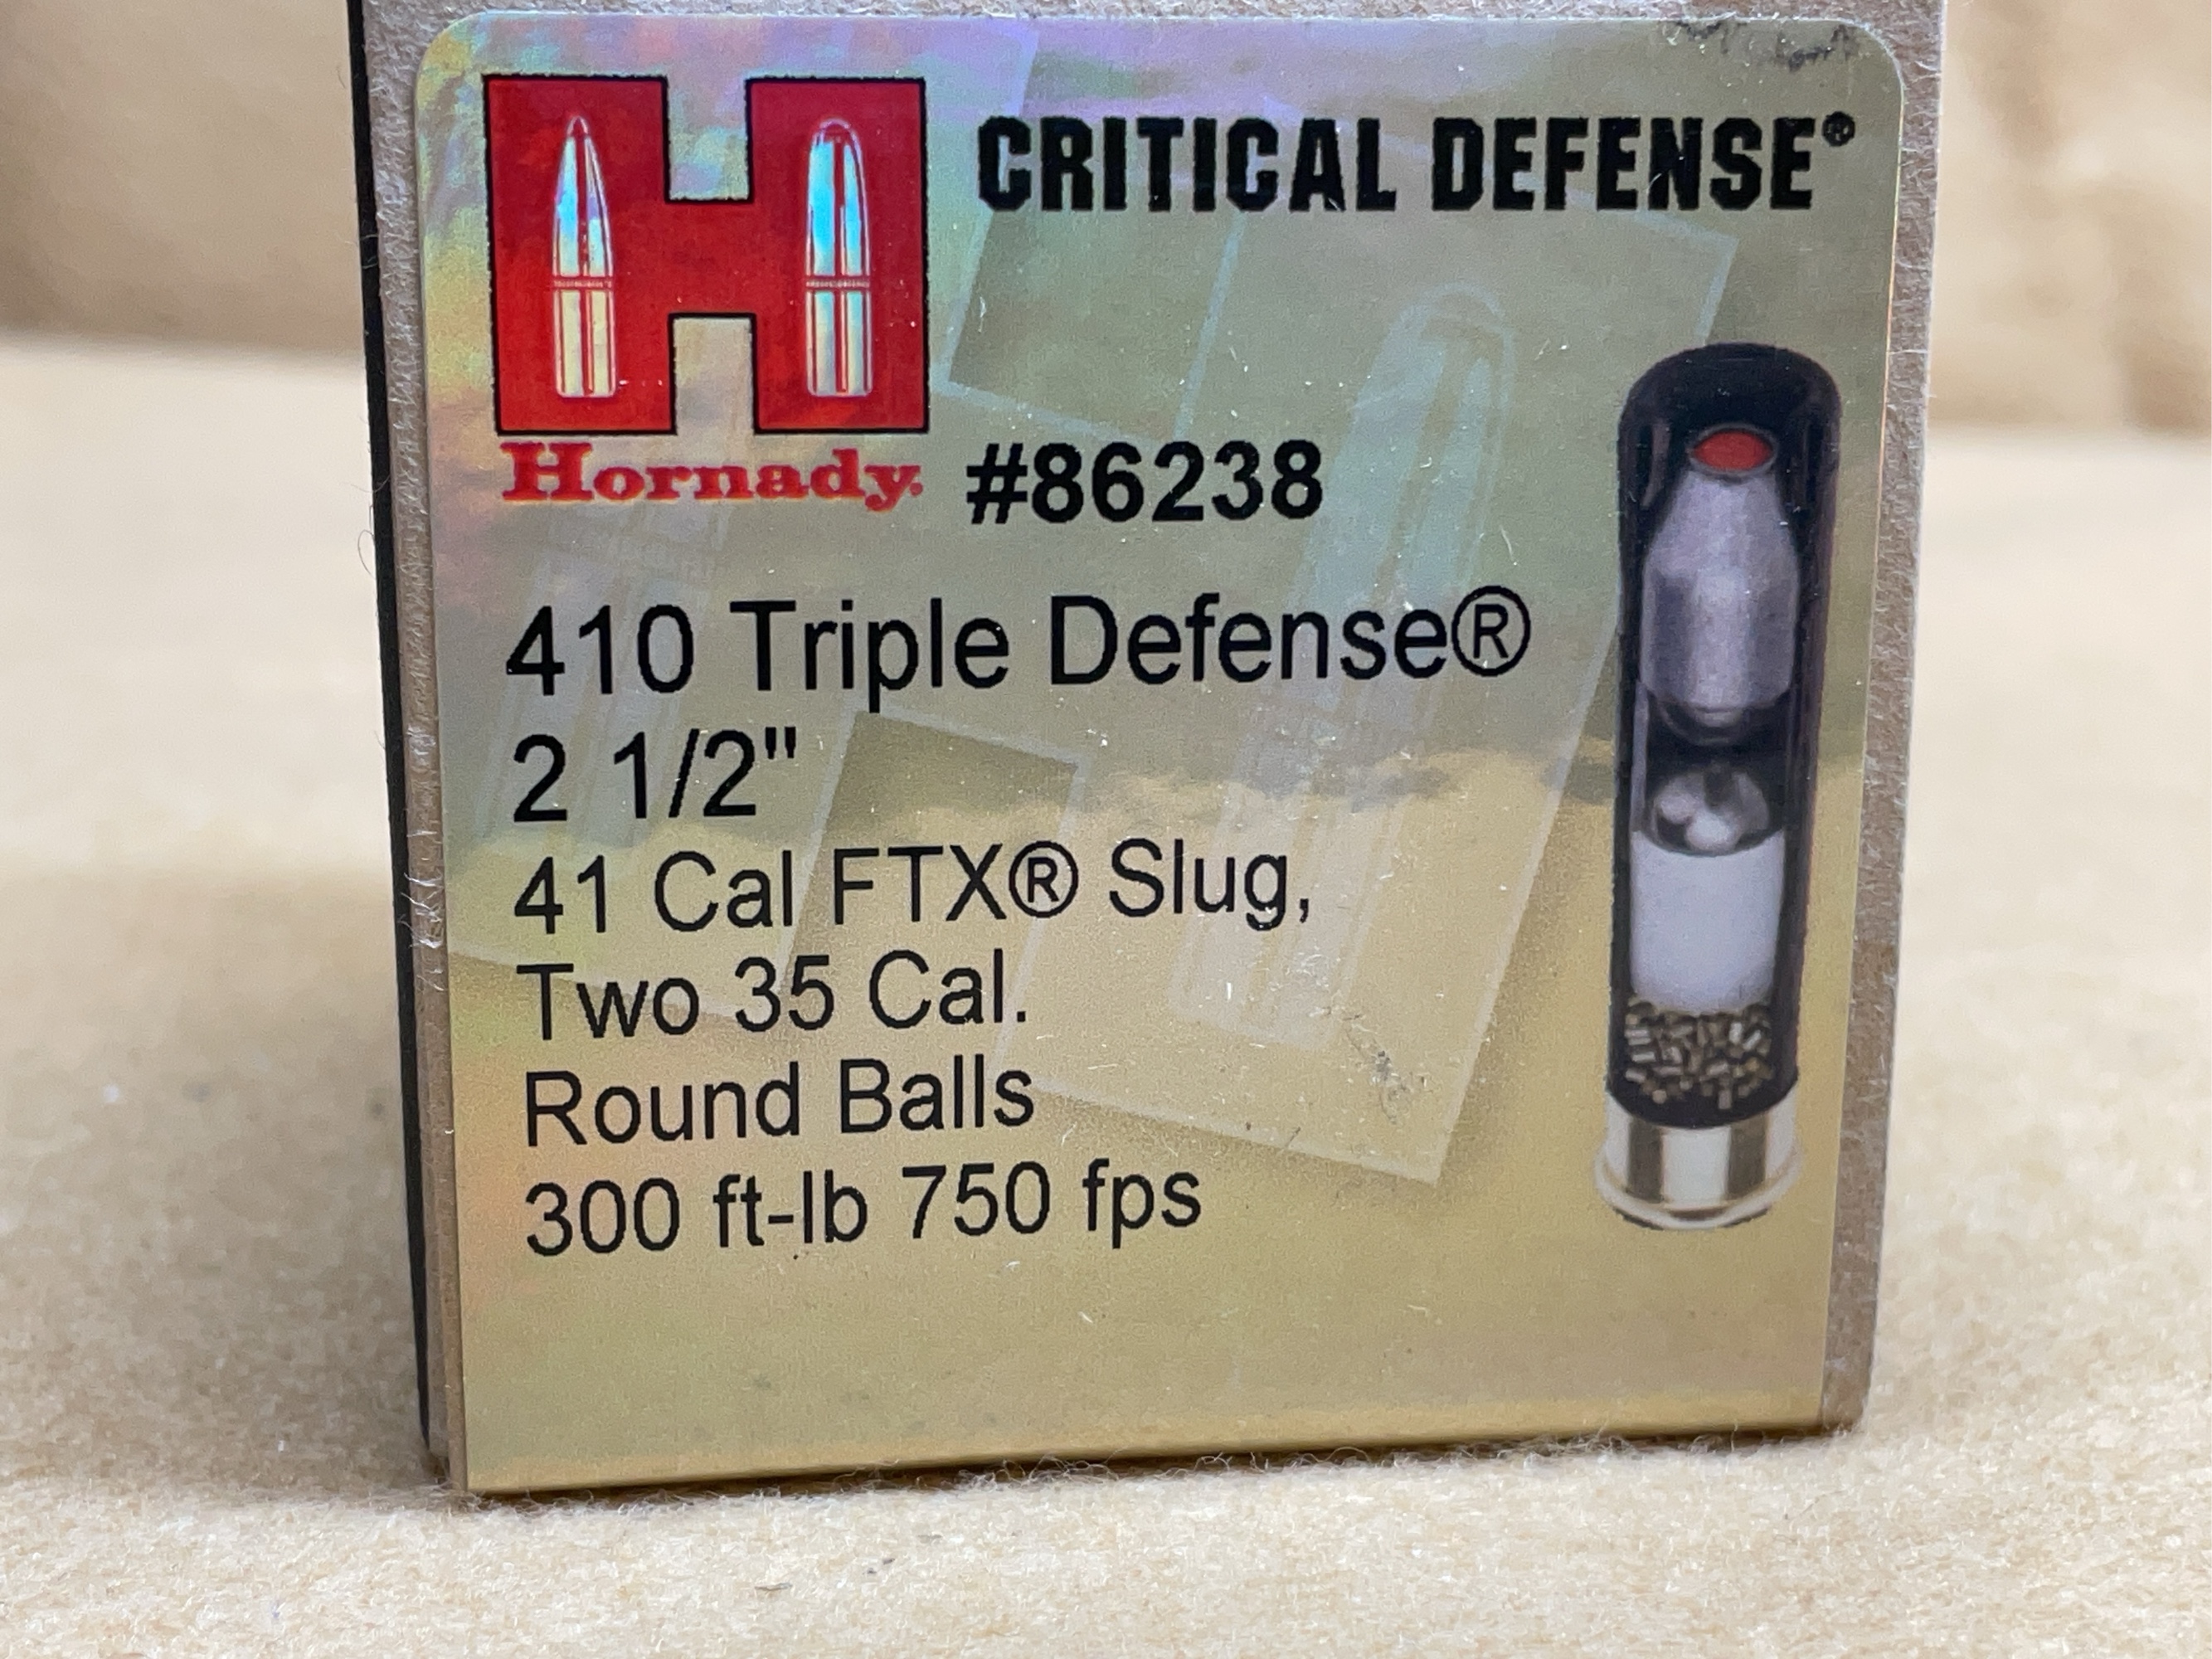 CRITICAL DEFENSE®
Hornady.
#86238
410 Triple Defense®
2 1/2"
41 Cal FTX® Slug,
Two 35 Cal.
Round Balls
300 ft-lb 750 fps